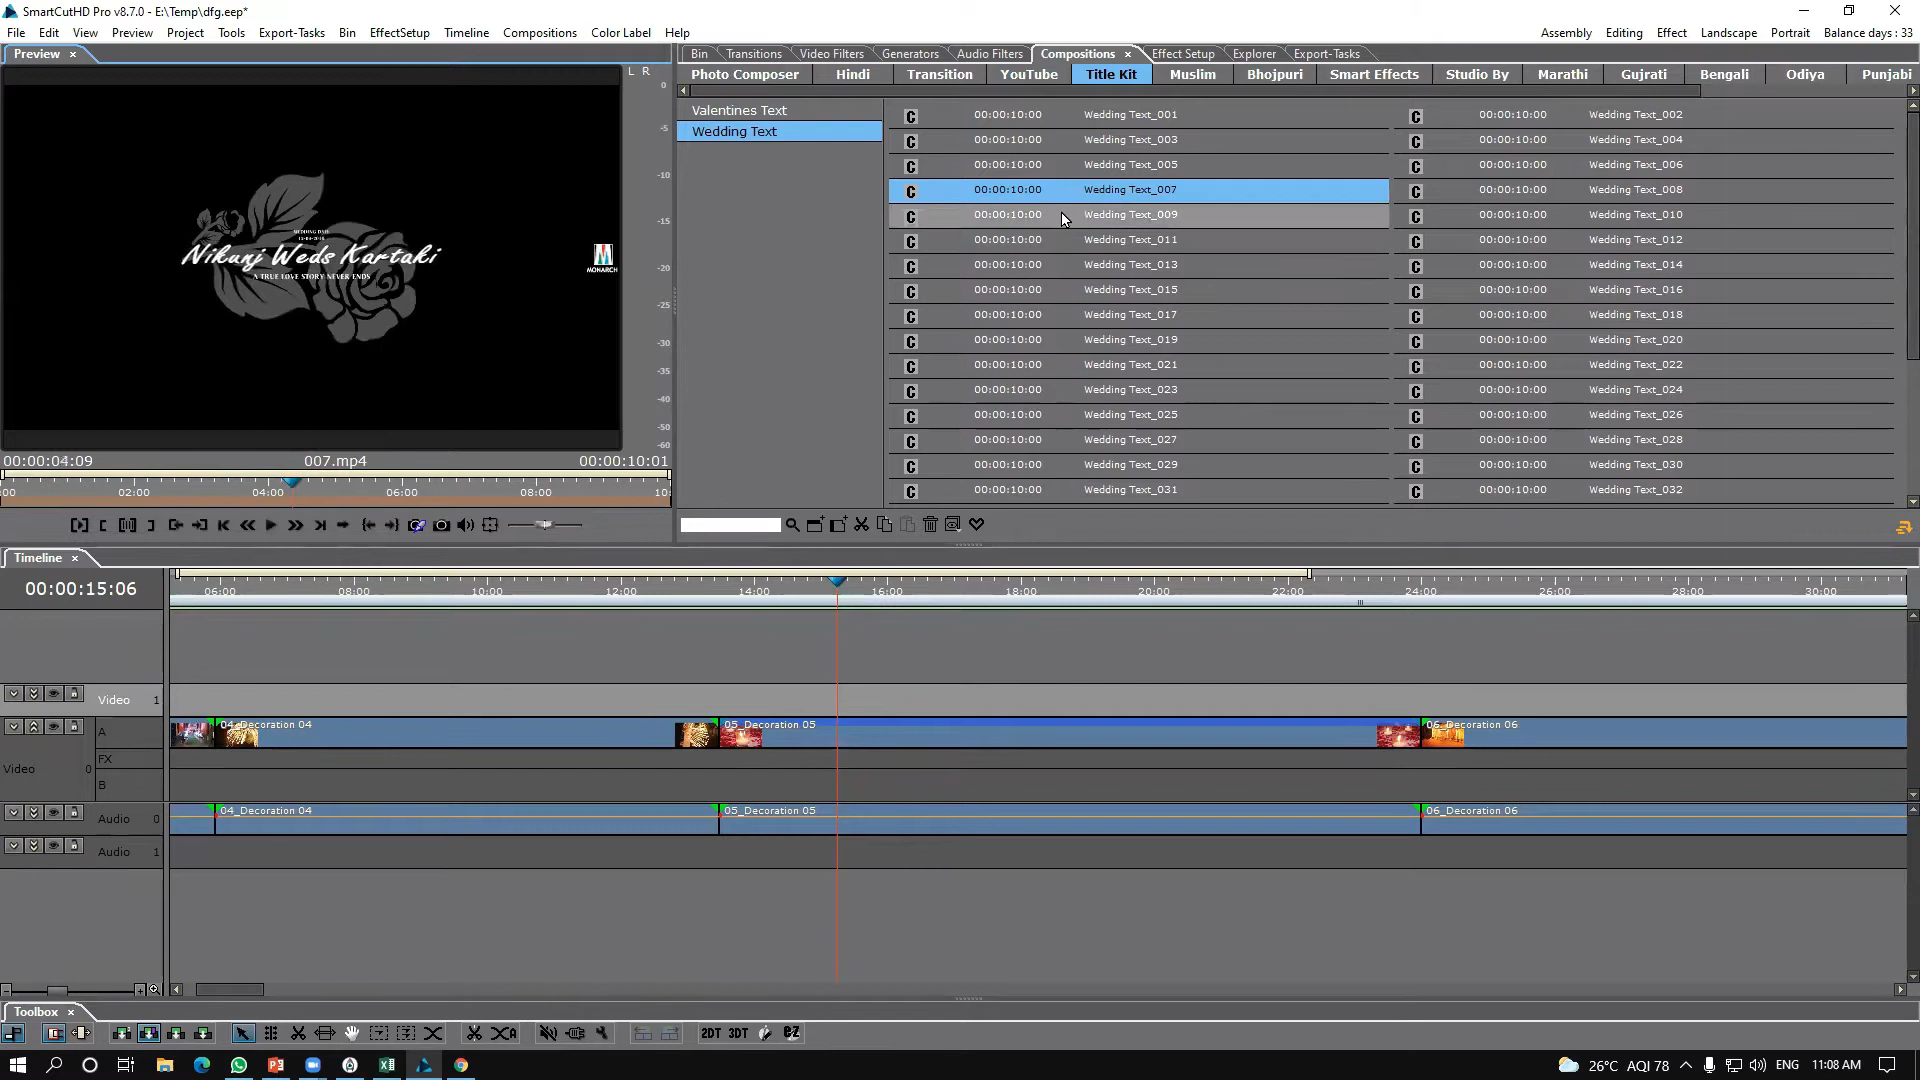 SmartCutHD Pro v8.7.0 - E:\Temp\dfg.eep*
File Edit View Preview Project Tools Export-Tasks Bin EffectSetup Timeline Compositions Color Label Help
Assembly Editing Effect Landscape Portrait Balance days : 33
Preview ×
L R
0
-5
-10
-15
-20
-25
-30
-35
-40
-50
-60
WEDDING DATE
Nikunj Weds Kartaki
A TRUE LOVE STORY NEVER ENDS
MONARCH
00:00:04:09 007.mp4 00:00:10:01
:00 02:00 04:00 06:00 08:00 10:
Bin Transitions Video Filters Generators Audio Filters Compositions × Effect Setup Explorer Export-Tasks
Photo Composer Hindi Transition YouTube Title Kit Muslim Bhojpuri Smart Effects Studio By Marathi Gujrati Bengali Odiya Punjabi
Valentines Text
Wedding Text
C 00:00:10:00 Wedding Text_001 C 00:00:10:00 Wedding Text_002
C 00:00:10:00 Wedding Text_003 C 00:00:10:00 Wedding Text_004
C 00:00:10:00 Wedding Text_005 C 00:00:10:00 Wedding Text_006
C 00:00:10:00 Wedding Text_007 C 00:00:10:00 Wedding Text_008
C 00:00:10:00 Wedding Text_009 C 00:00:10:00 Wedding Text_010
C 00:00:10:00 Wedding Text_011 C 00:00:10:00 Wedding Text_012
C 00:00:10:00 Wedding Text_013 C 00:00:10:00 Wedding Text_014
C 00:00:10:00 Wedding Text_015 C 00:00:10:00 Wedding Text_016
C 00:00:10:00 Wedding Text_017 C 00:00:10:00 Wedding Text_018
C 00:00:10:00 Wedding Text_019 C 00:00:10:00 Wedding Text_020
C 00:00:10:00 Wedding Text_021 C 00:00:10:00 Wedding Text_022
C 00:00:10:00 Wedding Text_023 C 00:00:10:00 Wedding Text_024
C 00:00:10:00 Wedding Text_025 C 00:00:10:00 Wedding Text_026
C 00:00:10:00 Wedding Text_027 C 00:00:10:00 Wedding Text_028
C 00:00:10:00 Wedding Text_029 C 00:00:10:00 Wedding Text_030
C 00:00:10:00 Wedding Text_031 C 00:00:10:00 Wedding Text_032
Timeline ×
00:00:15:06
06:00 08:00 10:00 12:00 14:00 16:00 18:00 20:00 22:00 24:00 26:00 28:00 30:00
Video 1
A 04_Decoration 04 05_Decoration 05 06_Decoration 06
FX
Video 0
B
Audio 0 04_Decoration 04 05_Decoration 05 06_Decoration 06
Audio 1
Toolbox ×
2DT 3DT eZ
26°C AQI 78 ENG 11:08 AM